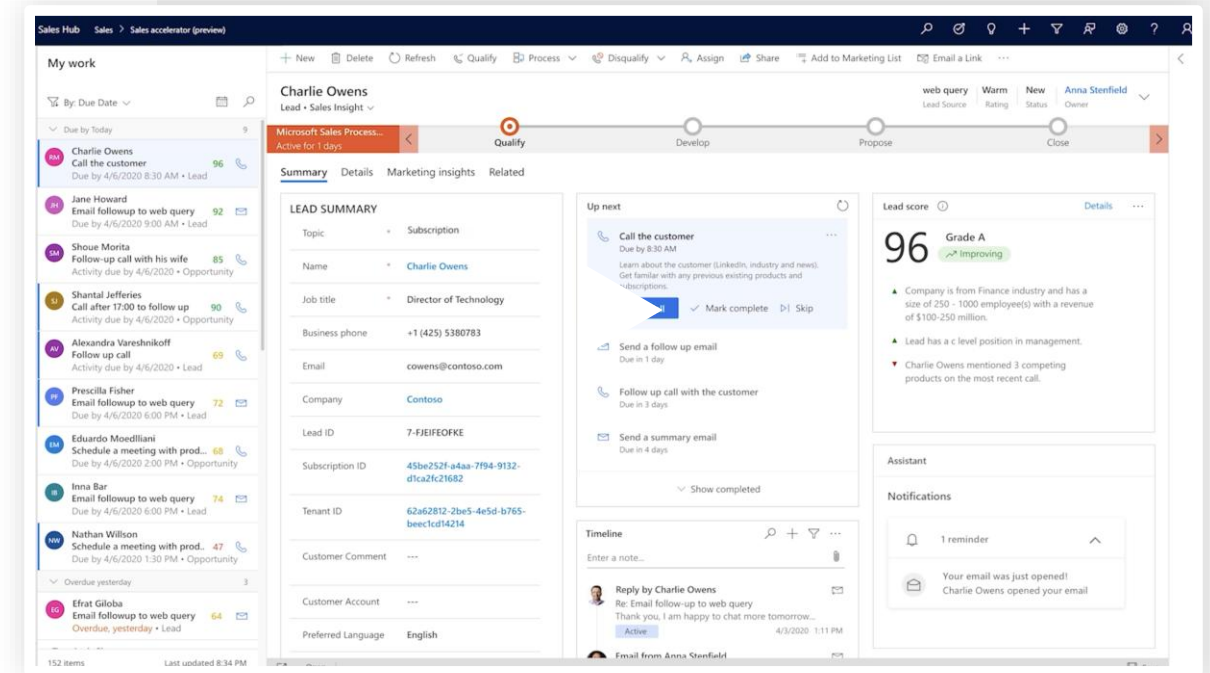 Sales Hub Sales > Sales accelerator (preview)
My work
By: Due Date
Due by Today 9
RM
Charlie Owens
Call the customer 96
Due by 4/6/2020 8:30 AM • Lead
JH
Jane Howard
Email followup to web query 92
Due by 4/6/2020 9:00 AM • Lead
SM
Shoue Morita
Follow-up call with his wife 85
Activity due by 4/6/2020 • Opportunity
SJ
Shantal Jefferies
Call after 17:00 to follow up 90
Activity due by 4/6/2020 • Opportunity
AV
Alexandra Vareshnikoff
Follow up call 69
Activity due by 4/6/2020 • Lead
PF
Prescilla Fisher
Email followup to web query 72
Due by 4/6/2020 6:00 PM • Lead
EM
Eduardo Moedlliani
Schedule a meeting with prod... 68
Due by 4/6/2020 2:00 PM • Opportunity
IB
Inna Bar
Email followup to web query 74
Due by 4/6/2020 6:00 PM • Lead
NW
Nathan Willson
Schedule a meeting with prod.. 47
Due by 4/6/2020 1:30 PM • Opportunity
Overdue yesterday 3
EG
Efrat Giloba
Email followup to web query 64
Overdue, yesterday • Lead
152 items Last updated 8:34 PM
New Delete Refresh Qualify Process Disqualify Assign Share Add to Marketing List Email a Link ...
Charlie Owens
Lead • Sales Insight
web query Warm New Anna Stenfield
Lead Source Rating Status Owner
Microsoft Sales Process...
Active for 1 days
Qualify Develop Propose Close
Summary Details Marketing insights Related
LEAD SUMMARY
Topic * Subscription
Name * Charlie Owens
Job title * Director of Technology
Business phone +1 (425) 5380783
Email cowens@contoso.com
Company Contoso
Lead ID 7-FJEIFEOFKE
Subscription ID 45be252f-a4aa-7f94-9132-
d1ca2fc21682
Tenant ID 62a62812-2be5-4e5d-b765-
beec1cd14214
Customer Comment ---
Customer Account ---
Preferred Language English
Up next
Call the customer ...
Due by 8:30 AM
Learn about the customer (LinkedIn, industry and news).
Get familar with any previous existing products and
subscriptions.
Mark complete Skip
Send a follow up email
Due in 1 day
Follow up call with the customer
Due in 3 days
Send a summary email
Due in 4 days
Show completed
Timeline ...
Enter a note...
Reply by Charlie Owens
Re: Email follow-up to web query
Thank you, I am happy to chat more tomorrow...
Active 4/3/2020 1:11 PM
Email from Anna Stenfield
Lead score Details ...
96 Grade A
Improving
Company is from Finance industry and has a
size of 250 - 1000 employee(s) with a revenue
of $100-250 million.
Lead has a c level position in management.
Charlie Owens mentioned 3 competing
products on the most recent call.
Assistant
Notifications
1 reminder
Your email was just opened!
Charlie Owens opened your email